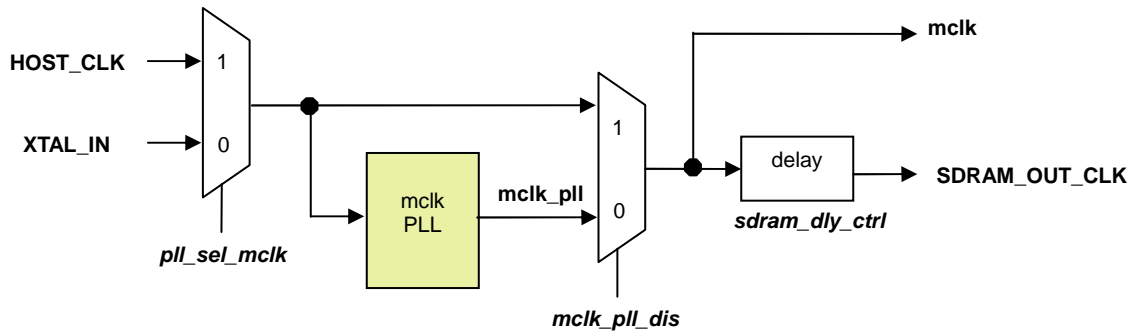 mclk
HOST_CLK
1
XTAL_IN
0
pll_sel_mclk
mclk
PLL
mclk_pll
1
0
mclk_pll_dis
delay
sdram_dly_ctrl
SDRAM_OUT_CLK